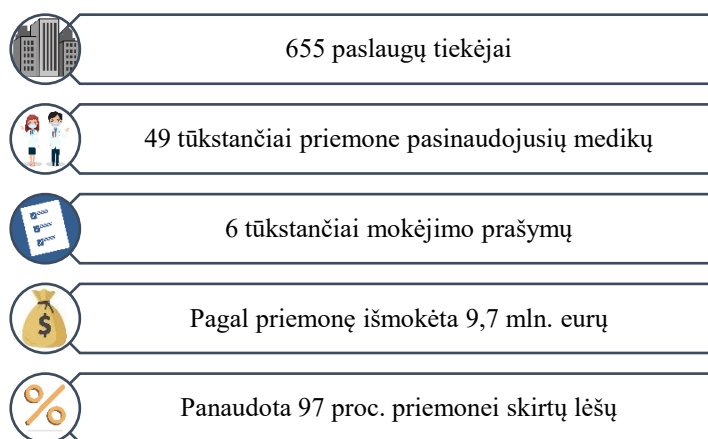 655 paslaugų tiekėjai
49 tūkstančiai priemone pasinaudojusių medikų
6 tūkstančiai mokėjimo prašymų
Pagal priemonę išmokėta 9,7 mln. eurų
Panaudota 97 proc. priemonei skirtų lėšų